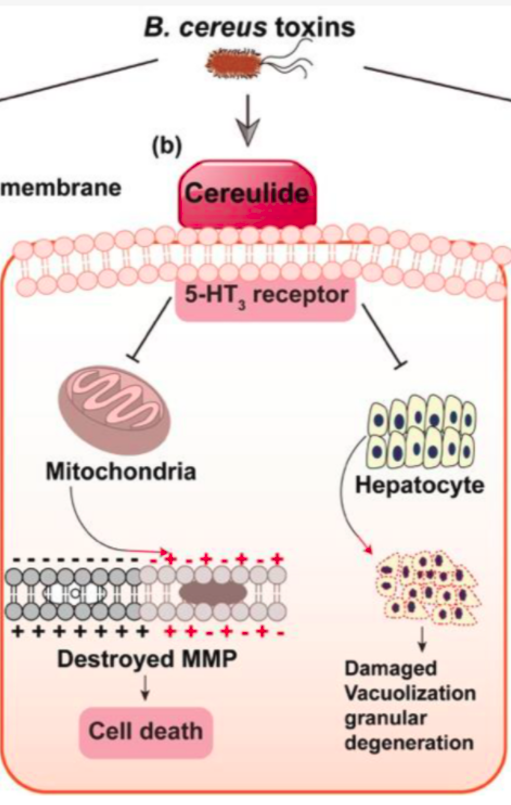 B. cereus toxins
(b)
membrane
Cereulide
5-HT3 receptor
Mitochondria
Hepatocyte
- - - - - - - - - - + - + - + - +
+ + + + + + + + + + - + - + -
Destroyed MMP
Cell death
Damaged
Vacuolization
granular
degeneration